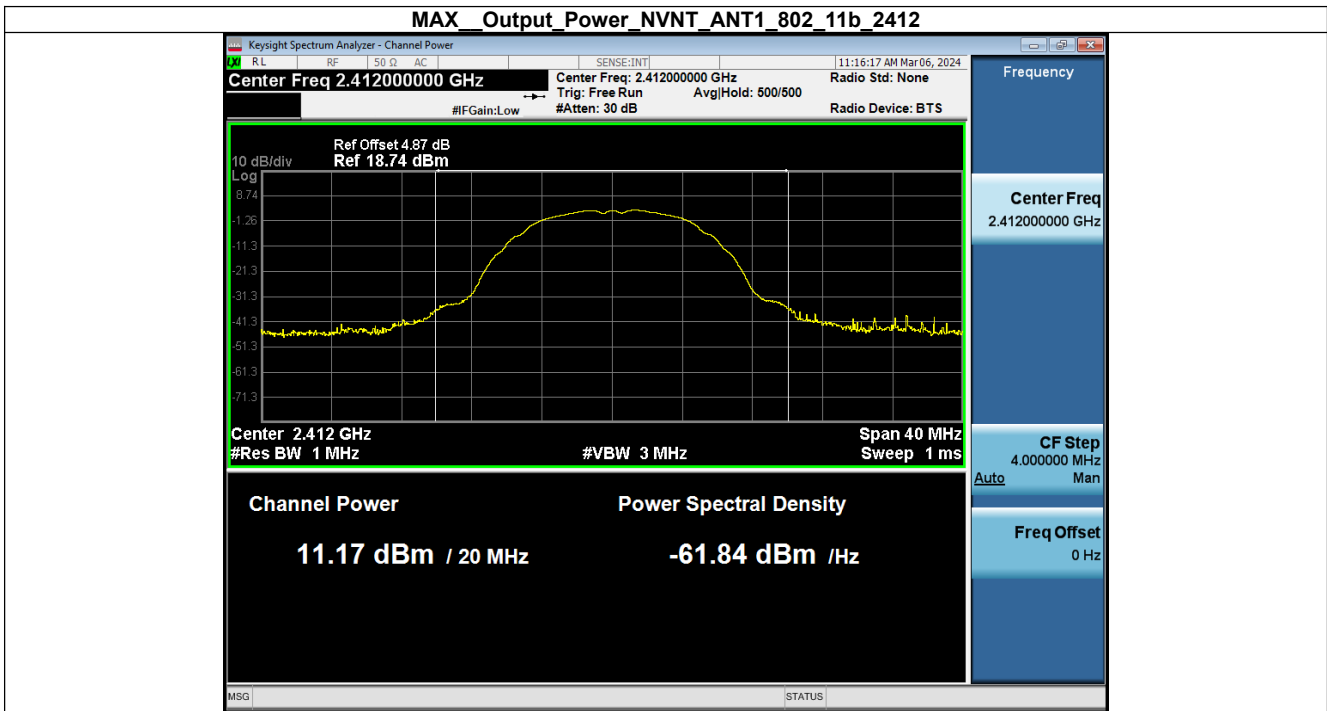 MAX__Output_Power_NVNT_ANT1_802_11b_2412
Keysight Spectrum Analyzer - Channel Power
LXI RL RF 50 Ω AC SENSE:INT 11:16:17 AM Mar 06, 2024
Center Freq 2.412000000 GHz
Center Freq: 2.412000000 GHz Radio Std: None
Trig: Free Run Avg|Hold: 500/500
#IFGain:Low #Atten: 30 dB Radio Device: BTS
Ref Offset 4.87 dB
10 dB/div Ref 18.74 dBm
Log
8.74
-1.26
-11.3
-21.3
-31.3
-41.3
-51.3
-61.3
-71.3
Center 2.412 GHz Span 40 MHz
#Res BW 1 MHz #VBW 3 MHz Sweep 1 ms
Channel Power Power Spectral Density
11.17 dBm / 20 MHz -61.84 dBm /Hz
MSG STATUS
Frequency
Center Freq
2.412000000 GHz
CF Step
4.000000 MHz
Auto Man
Freq Offset
0 Hz